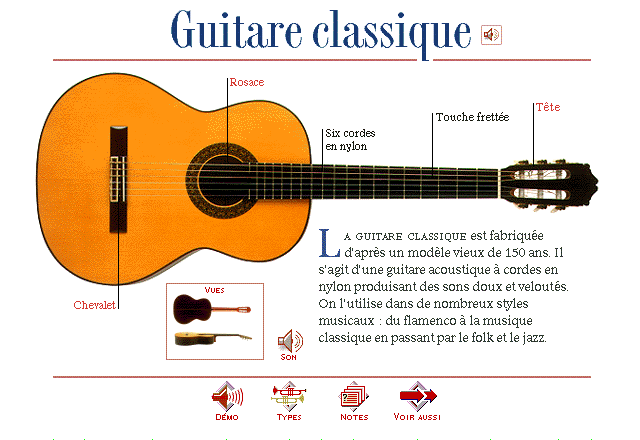 Guitare classique
Rosace
Tête
Touche frettée
Six cordes
en nylon
LA GUITARE CLASSIQUE est fabriquée
d'après un modèle vieux de 150 ans. Il
s'agit d'une guitare acoustique à cordes en
nylon produisant des sons doux et veloutés.
On l'utilise dans de nombreux styles
musicaux : du flamenco à la musique
classique en passant par le folk et le jazz.
Chevalet
VUES
SON
DÉMO
TYPES
NOTES
VOIR AUSSI